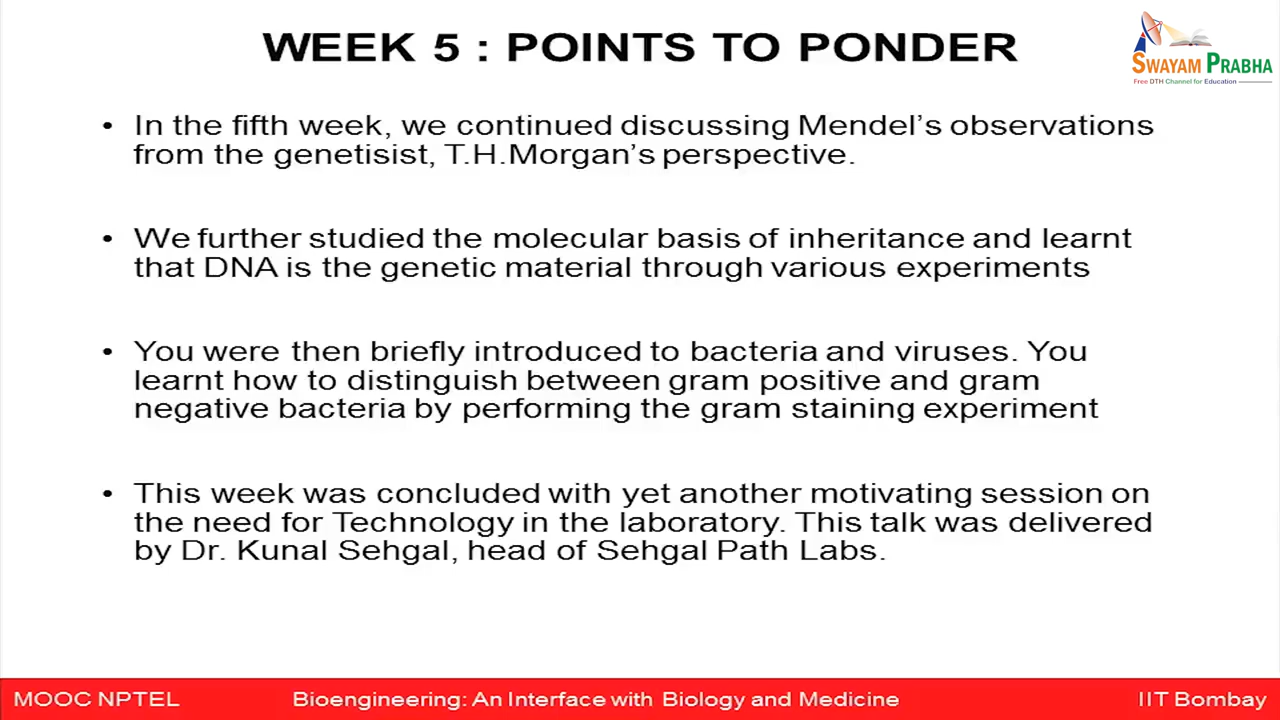 WEEK 5 : POINTS TO PONDER
SWAYAM PRABHA
Free DTH Channel for Education
• In the fifth week, we continued discussing Mendel's observations
from the genetisist, T.H.Morgan's perspective.
• We further studied the molecular basis of inheritance and learnt
that DNA is the genetic material through various experiments
• You were then briefly introduced to bacteria and viruses. You
learnt how to distinguish between gram positive and gram
negative bacteria by performing the gram staining experiment
• This week was concluded with yet another motivating session on
the need for Technology in the laboratory. This talk was delivered
by Dr. Kunal Sehgal, head of Sehgal Path Labs.
MOOC NPTEL Bioengineering: An Interface with Biology and Medicine IIT Bombay